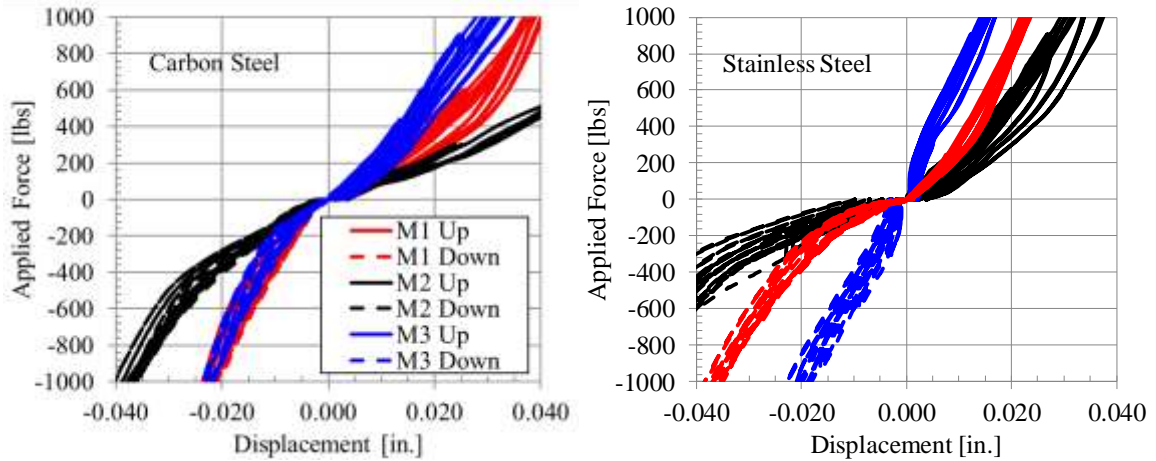 1000
800
600
400
200
0
-200
-400
-600
-800
-1000
-0.040 -0.020 0.000 0.020 0.040
Displacement [in.]
Applied Force [lbs]
Carbon Steel
M1 Up
M1 Down
M2 Up
M2 Down
M3 Up
M3 Down
1000
800
600
400
200
0
-200
-400
-600
-800
-1000
-0.040 -0.020 0.000 0.020 0.040
Displacement [in.]
Applied Force [lbs]
Stainless Steel